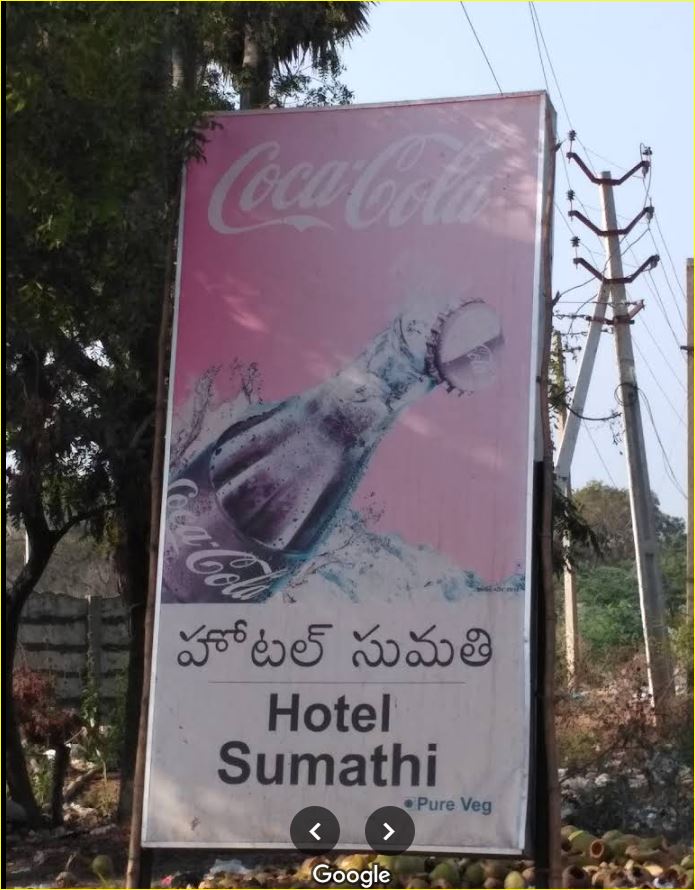 Coca-Cola
Coca-Cola
హోటల్ సుమతి
Hotel
Sumathi
Pure Veg
Google